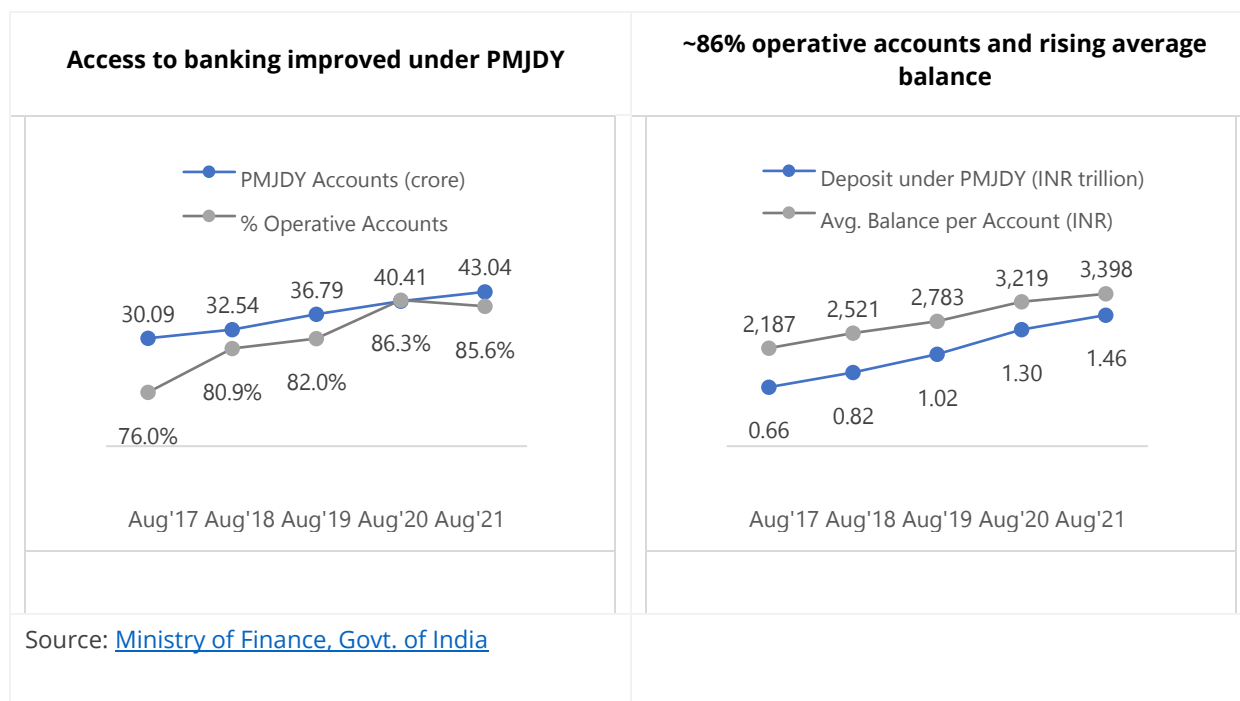 Access to banking improved under PMJDY
~86% operative accounts and rising average
balance
PMJDY Accounts (crore)
% Operative Accounts
30.09 32.54 36.79 40.41 43.04
76.0% 80.9% 82.0% 86.3% 85.6%
Aug'17 Aug'18 Aug'19 Aug'20 Aug'21
Deposit under PMJDY (INR trillion)
Avg. Balance per Account (INR)
2,187 2,521 2,783 3,219 3,398
0.66 0.82 1.02 1.30 1.46
Aug'17 Aug'18 Aug'19 Aug'20 Aug'21
Source: Ministry of Finance, Govt. of India